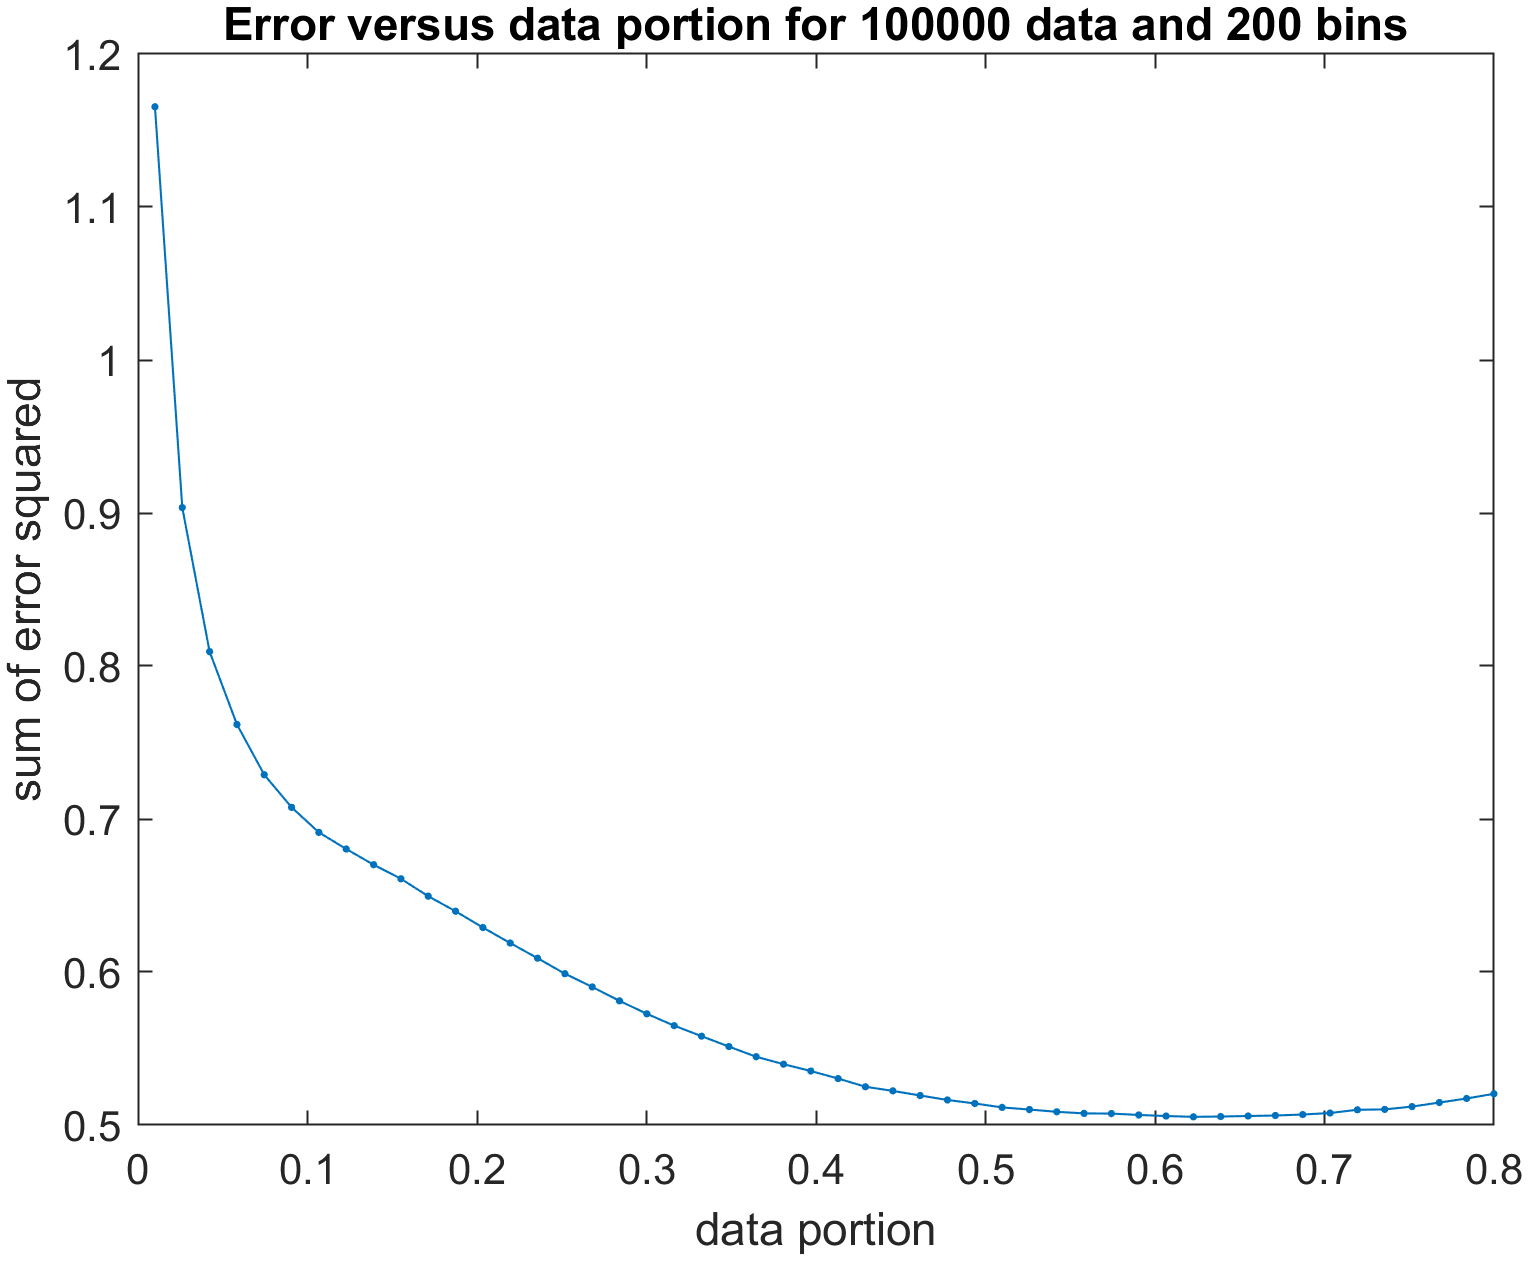 Error versus data portion for 100000 data and 200 bins
1.2
1.1
1
0.9
0.8
0.7
0.6
0.5
sum of error squared
0 0.1 0.2 0.3 0.4 0.5 0.6 0.7 0.8
data portion